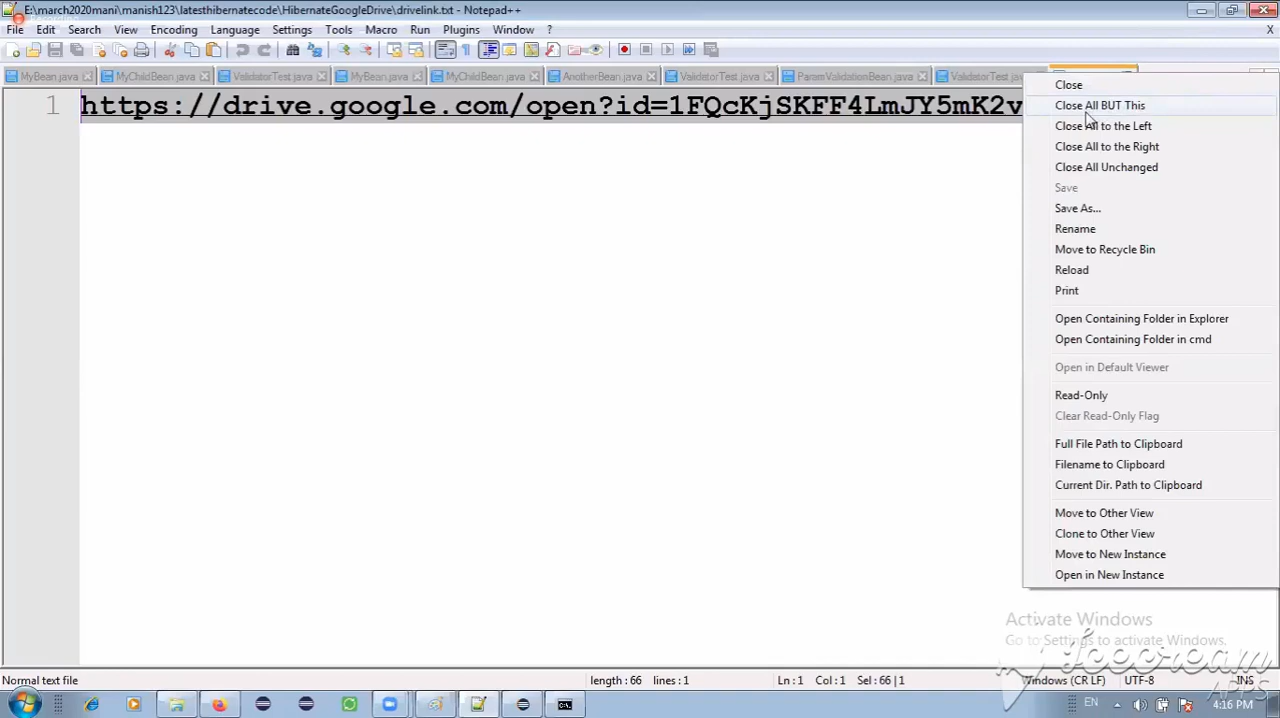 E:\march2020mani\manish123\latesthibernatecode\HibernateGoogleDrive\drivelink.txt - Notepad++
File Edit Search View Encoding Language Settings Tools Macro Run Plugins Window ? X
MyBean.java MyChildBean.java ValidatorTest.java MyBean.java MyChildBean.java AnotherBean.java ValidatorTest.java ParamValidationBean.java ValidatorTest.java
1 https://drive.google.com/open?id=1FQcKjSKFF4LmJY5mK2v
Close
Close All BUT This
Close All to the Left
Close All to the Right
Close All Unchanged
Save
Save As...
Rename
Move to Recycle Bin
Reload
Print
Open Containing Folder in Explorer
Open Containing Folder in cmd
Open in Default Viewer
Read-Only
Clear Read-Only Flag
Full File Path to Clipboard
Filename to Clipboard
Current Dir. Path to Clipboard
Move to Other View
Clone to Other View
Move to New Instance
Open in New Instance
Activate Windows
Go to Settings to activate Windows.
Icecream
APPS
Normal text file length : 66 lines : 1 Ln : 1 Col : 1 Sel : 66 | 1 Windows (CR LF) UTF-8 INS
EN 4:16 PM